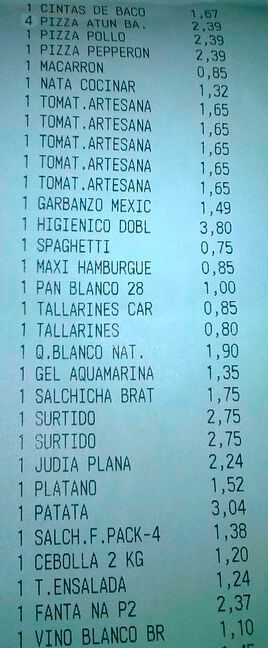 1 CINTAS DE BACO 1,67
4 PIZZA ATUN BA. 2,39
1 PIZZA POLLO 2,39
1 PIZZA PEPPERON 2,39
1 MACARRON 0,85
1 NATA COCINAR 1,32
1 TOMAT.ARTESANA 1,65
1 TOMAT.ARTESANA 1,65
1 TOMAT.ARTESANA 1,65
1 TOMAT.ARTESANA 1,65
1 TOMAT.ARTESANA 1,65
1 GARBANZO MEXIC 1,49
1 HIGIENICO DOBL 3,80
1 SPAGHETTI 0,75
1 MAXI HAMBURGUE 0,85
1 PAN BLANCO 28 1,00
1 TALLARINES CAR 0,85
1 TALLARINES 0,80
1 Q.BLANCO NAT. 1,90
1 GEL AQUAMARINA 1,35
1 SALCHICHA BRAT 1,75
1 SURTIDO 2,75
1 SURTIDO 2,75
1 JUDIA PLANA 2,24
1 PLATANO 1,52
1 PATATA 3,04
1 SALCH.F.PACK-4 1,38
1 CEBOLLA 2 KG 1,20
1 T.ENSALADA 1,24
1 FANTA NA P2 2,37
1 VINO BLANCO BR 1,10